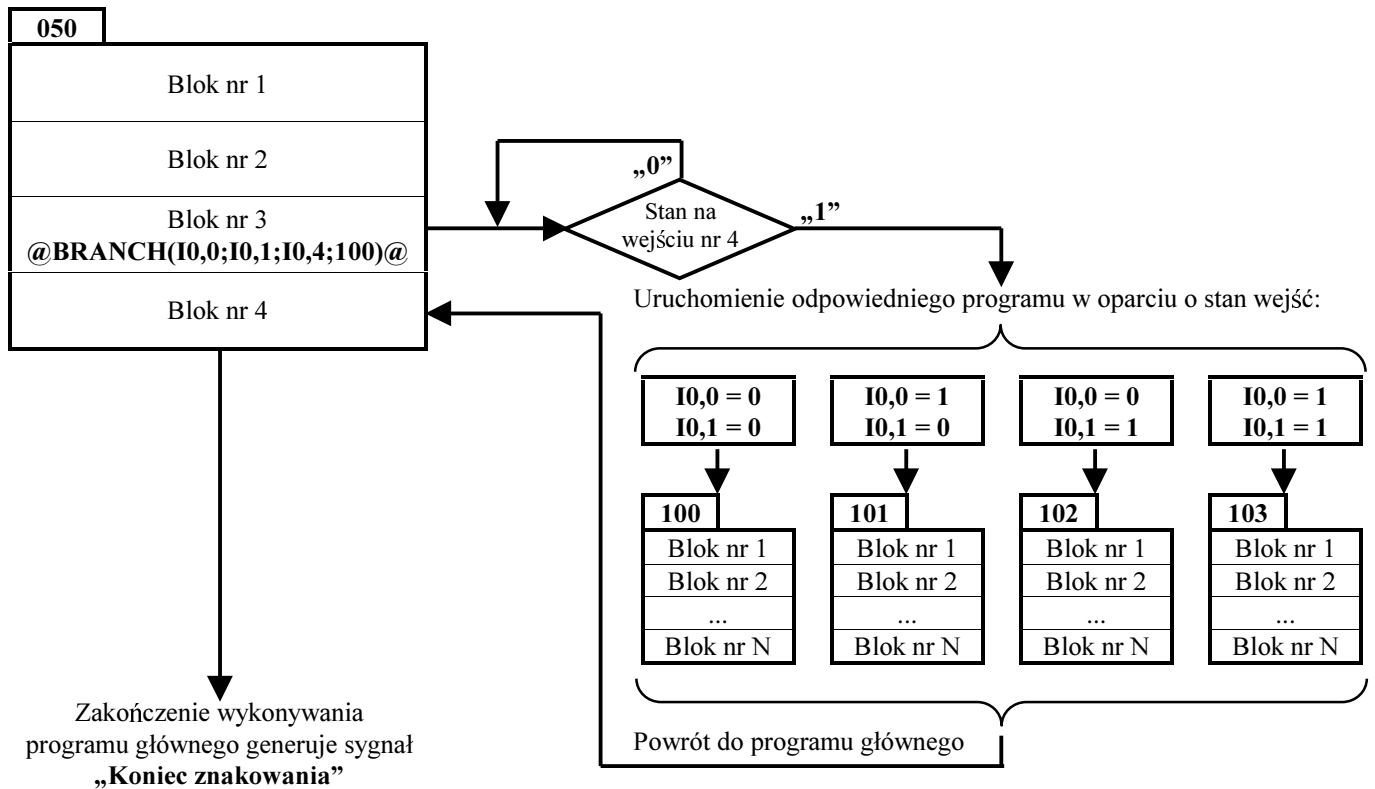 050
Blok nr 1
Blok nr 2
Blok nr 3
@BRANCH(I0,0;I0,1;I0,4;100)@
Blok nr 4
„0”
Stan na
wejściu nr 4
„1”
Uruchomienie odpowiedniego programu w oparciu o stan wejść:
I0,0 = 0
I0,1 = 0
I0,0 = 1
I0,1 = 0
I0,0 = 0
I0,1 = 1
I0,0 = 1
I0,1 = 1
100
Blok nr 1
Blok nr 2
...
Blok nr N
101
Blok nr 1
Blok nr 2
...
Blok nr N
102
Blok nr 1
Blok nr 2
...
Blok nr N
103
Blok nr 1
Blok nr 2
...
Blok nr N
Powrót do programu głównego
Zakończenie wykonywania
programu głównego generuje sygnał
„Koniec znakowania”